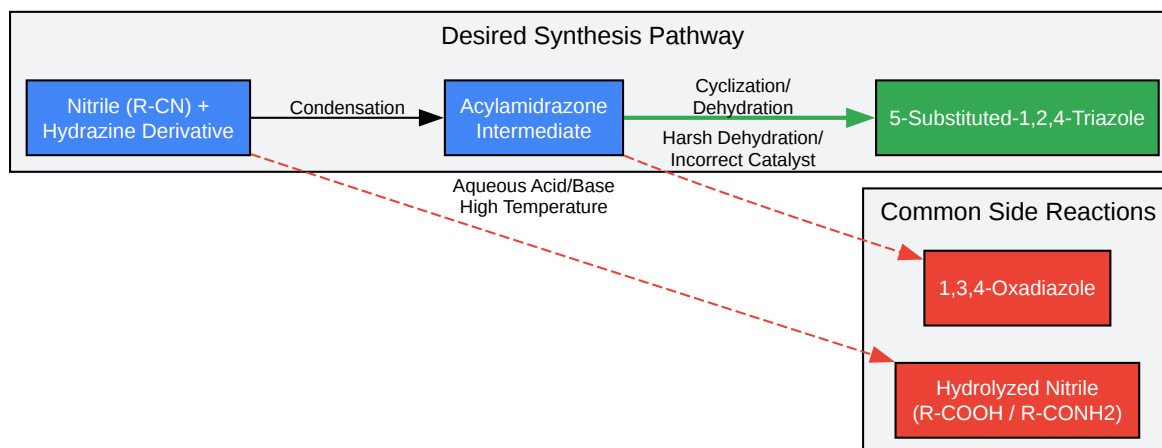 Desired Synthesis Pathway
Nitrile (R-CN) +
Hydrazine Derivative
Condensation
Acylamidrazone
Intermediate
Cyclization/
Dehydration
Harsh Dehydration/
Incorrect Catalyst
5-Substituted-1,2,4-Triazole
Aqueous Acid/Base
High Temperature
Common Side Reactions
1,3,4-Oxadiazole
Hydrolyzed Nitrile
(R-COOH / R-CONH2)